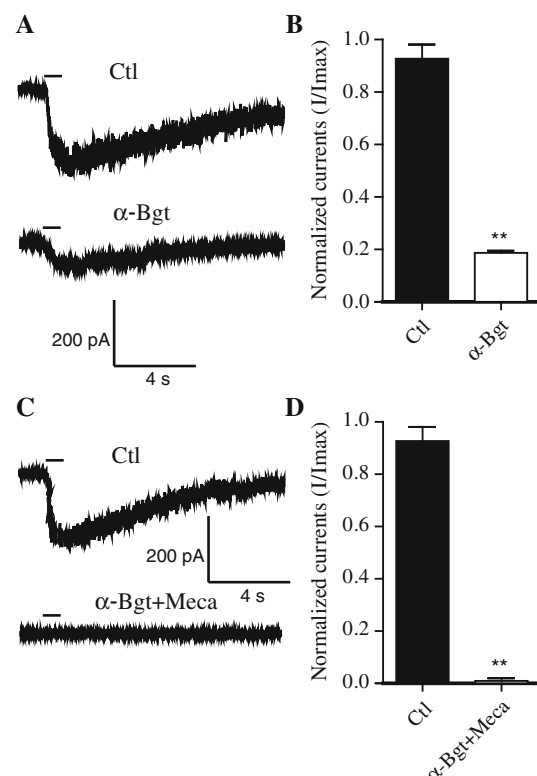 A
Ctl
α-Bgt
200 pA
4 s
B
Normalized currents (I/Imax)
1.0
0.8
0.6
0.4
0.2
0.0
**
Ctl
α-Bgt
C
Ctl
200 pA
4 s
α-Bgt+Meca
D
Normalized currents (I/Imax)
1.0
0.8
0.6
0.4
0.2
0.0
**
Ctl
α-Bgt+Meca